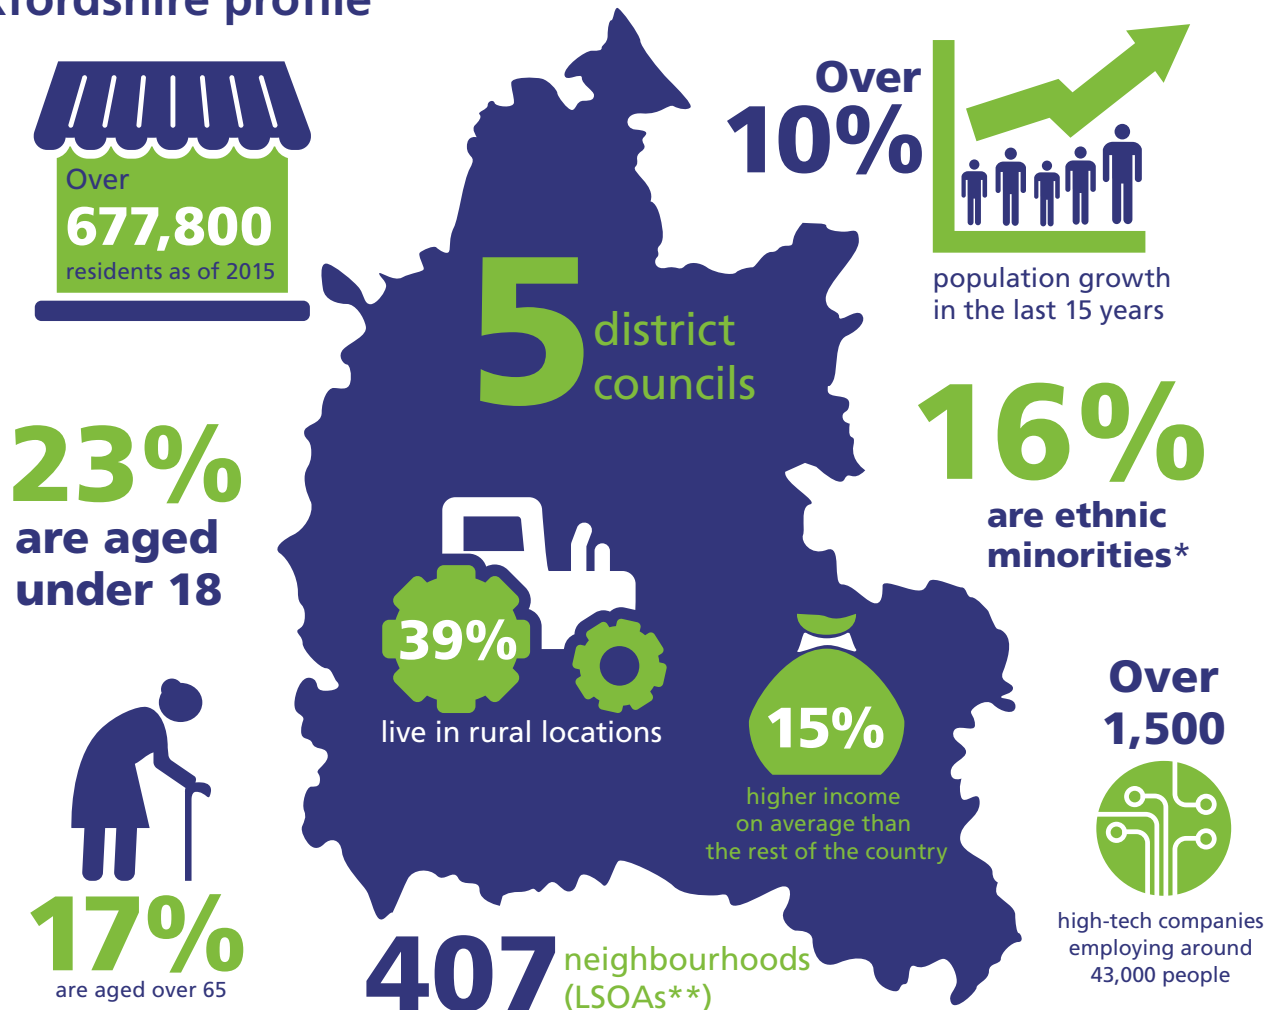 profile
Over
677,800
residents as of 2015
Over
10%
population growth
in the last 15 years
5 district
councils
23%
are aged
under 18
16%
are ethnic
minorities*
39%
live in rural locations
15%
higher income
on average than
the rest of the country
Over
1,500
high-tech companies
employing around
43,000 people
17%
are aged over 65
407 neighbourhoods
(LSOAs**)